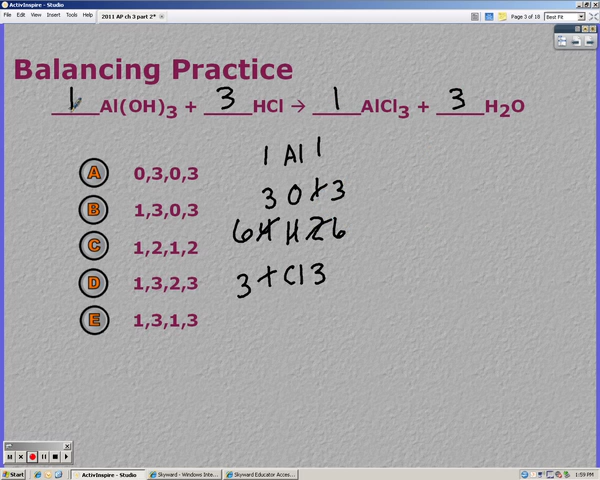 ActivInspire - Studio
File Edit View Insert Tools Help 2011 AP ch 3 part 2* Page 3 of 18 Best Fit
Balancing Practice
1 Al(OH)3 + 3 HCl → 1 AlCl3 + 3 H2O
1 Al 1
A 0,3,0,3
3 O 1 3
B 1,3,0,3
6 4 H 2 6
C 1,2,1,2
3 1 Cl 3
D 1,3,2,3
E 1,3,1,3
Start ActivInspire - Studio Skyward - Windows Inte... Skyward Educator Acces... 1:59 PM